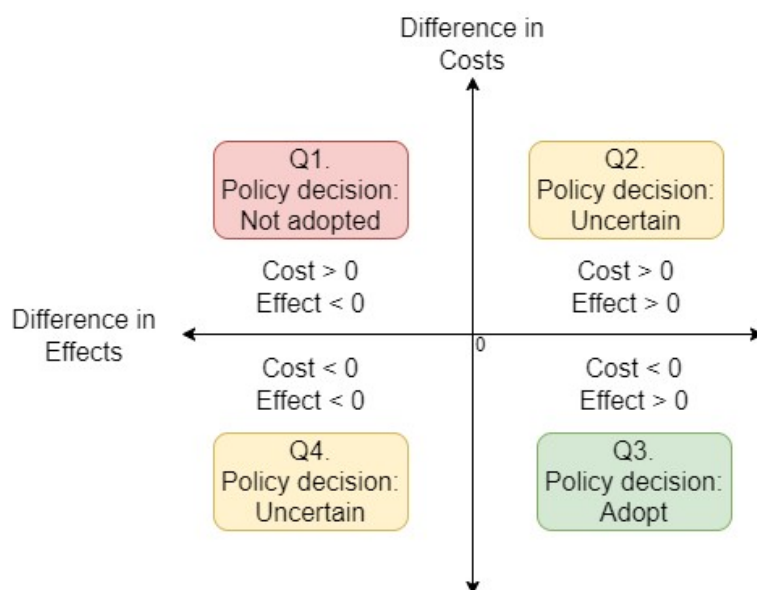 Difference in
Costs
Q1.
Policy decision:
Not adopted
Q2.
Policy decision:
Uncertain
Cost > 0
Effect < 0
Cost > 0
Effect > 0
Difference in
Effects
0
Cost < 0
Effect < 0
Cost < 0
Effect > 0
Q4.
Policy decision:
Uncertain
Q3.
Policy decision:
Adopt